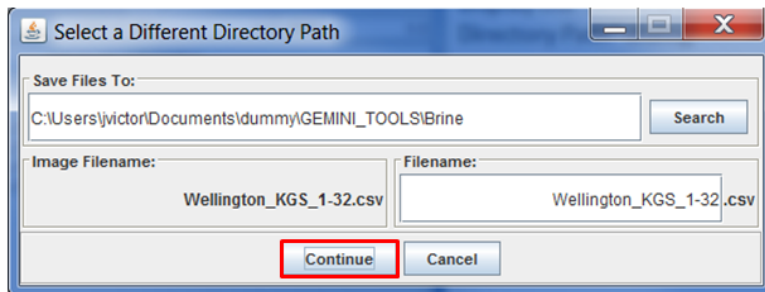 Select a Different Directory Path
Save Files To:
C:\Users\jvictor\Documents\dummy\GEMINI_TOOLS\Brine
Search
Image Filename:
Filename:
Wellington_KGS_1-32.csv
Wellington_KGS_1-32 .csv
Continue
Cancel